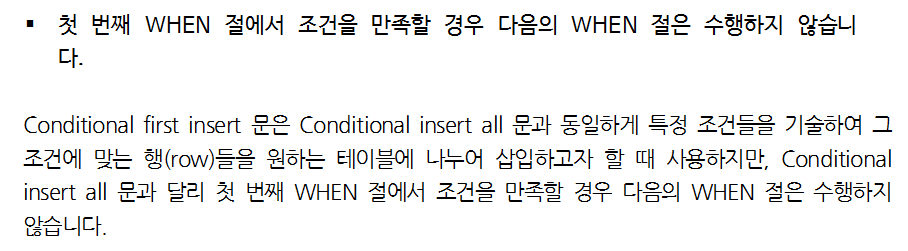 ▪ 첫 번째 WHEN 절에서 조건을 만족할 경우 다음의 WHEN 절은 수행하지 않습니
다.
Conditional first insert 문은 Conditional insert all 문과 동일하게 특정 조건들을 기술하여 그
조건에 맞는 행(row)들을 원하는 테이블에 나누어 삽입하고자 할 때 사용하지만, Conditional
insert all 문과 달리 첫 번째 WHEN 절에서 조건을 만족할 경우 다음의 WHEN 절은 수행하지
않습니다.